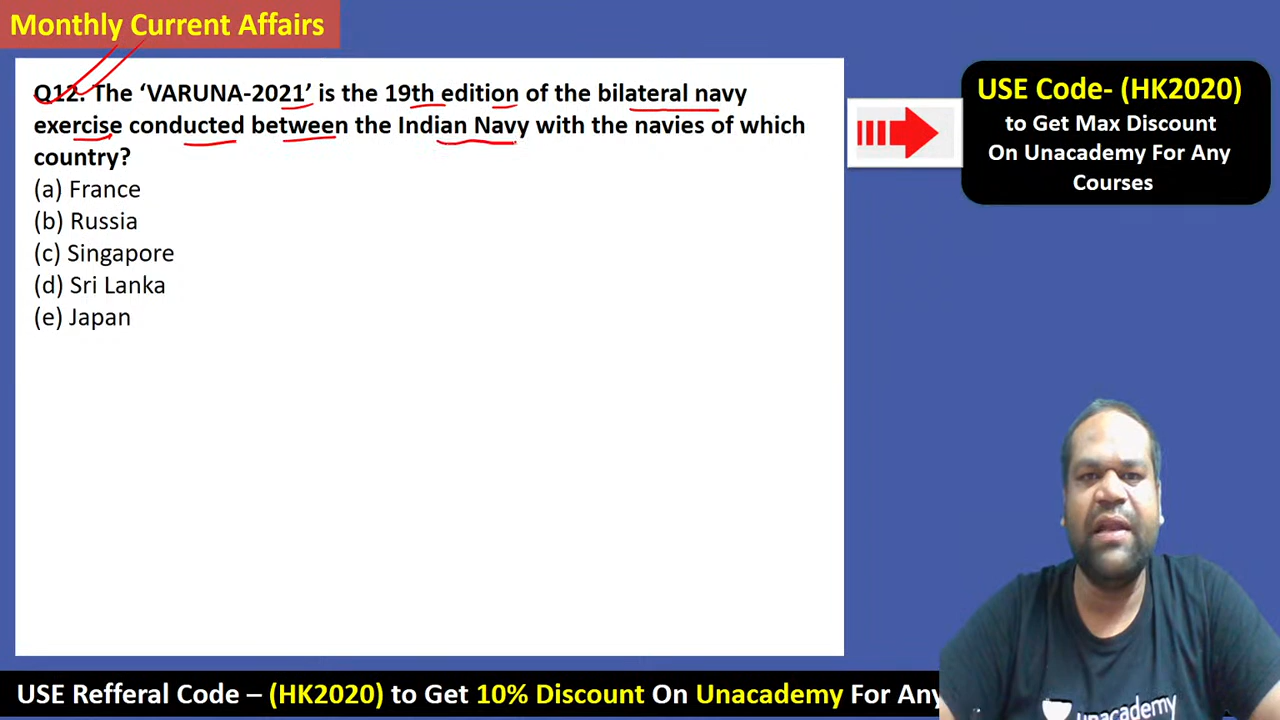 Monthly Current Affairs
Q12. The ‘VARUNA-2021’ is the 19th edition of the bilateral navy
exercise conducted between the Indian Navy with the navies of which
country?
(a) France
(b) Russia
(c) Singapore
(d) Sri Lanka
(e) Japan
USE Code- (HK2020)
to Get Max Discount
On Unacademy For Any
Courses
USE Refferal Code – (HK2020) to Get 10% Discount On Unacademy For Any
unacademy